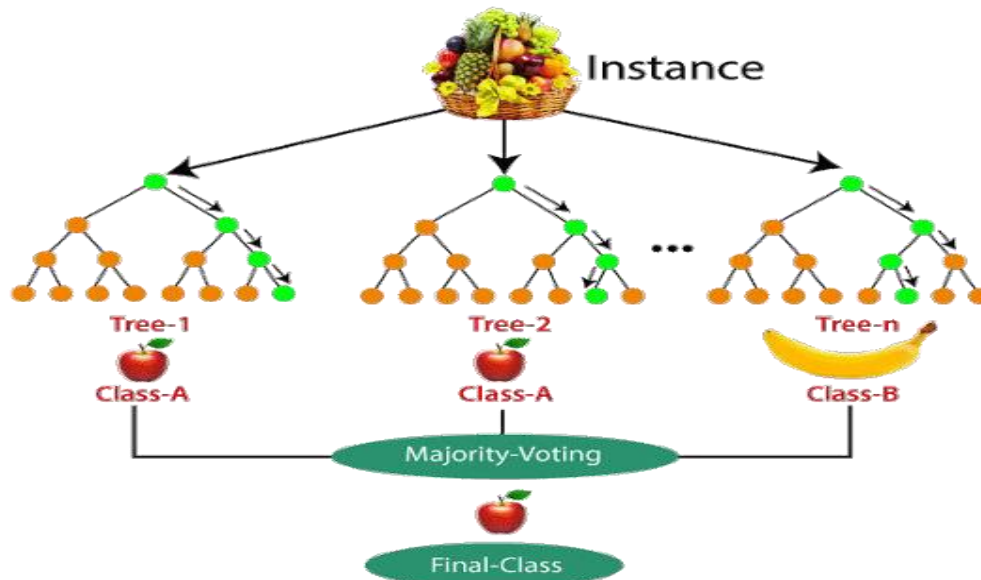 Instance
...
Tree-1
Tree-2
Tree-n
Class-A
Class-A
Class-B
Majority-Voting
Final-Class